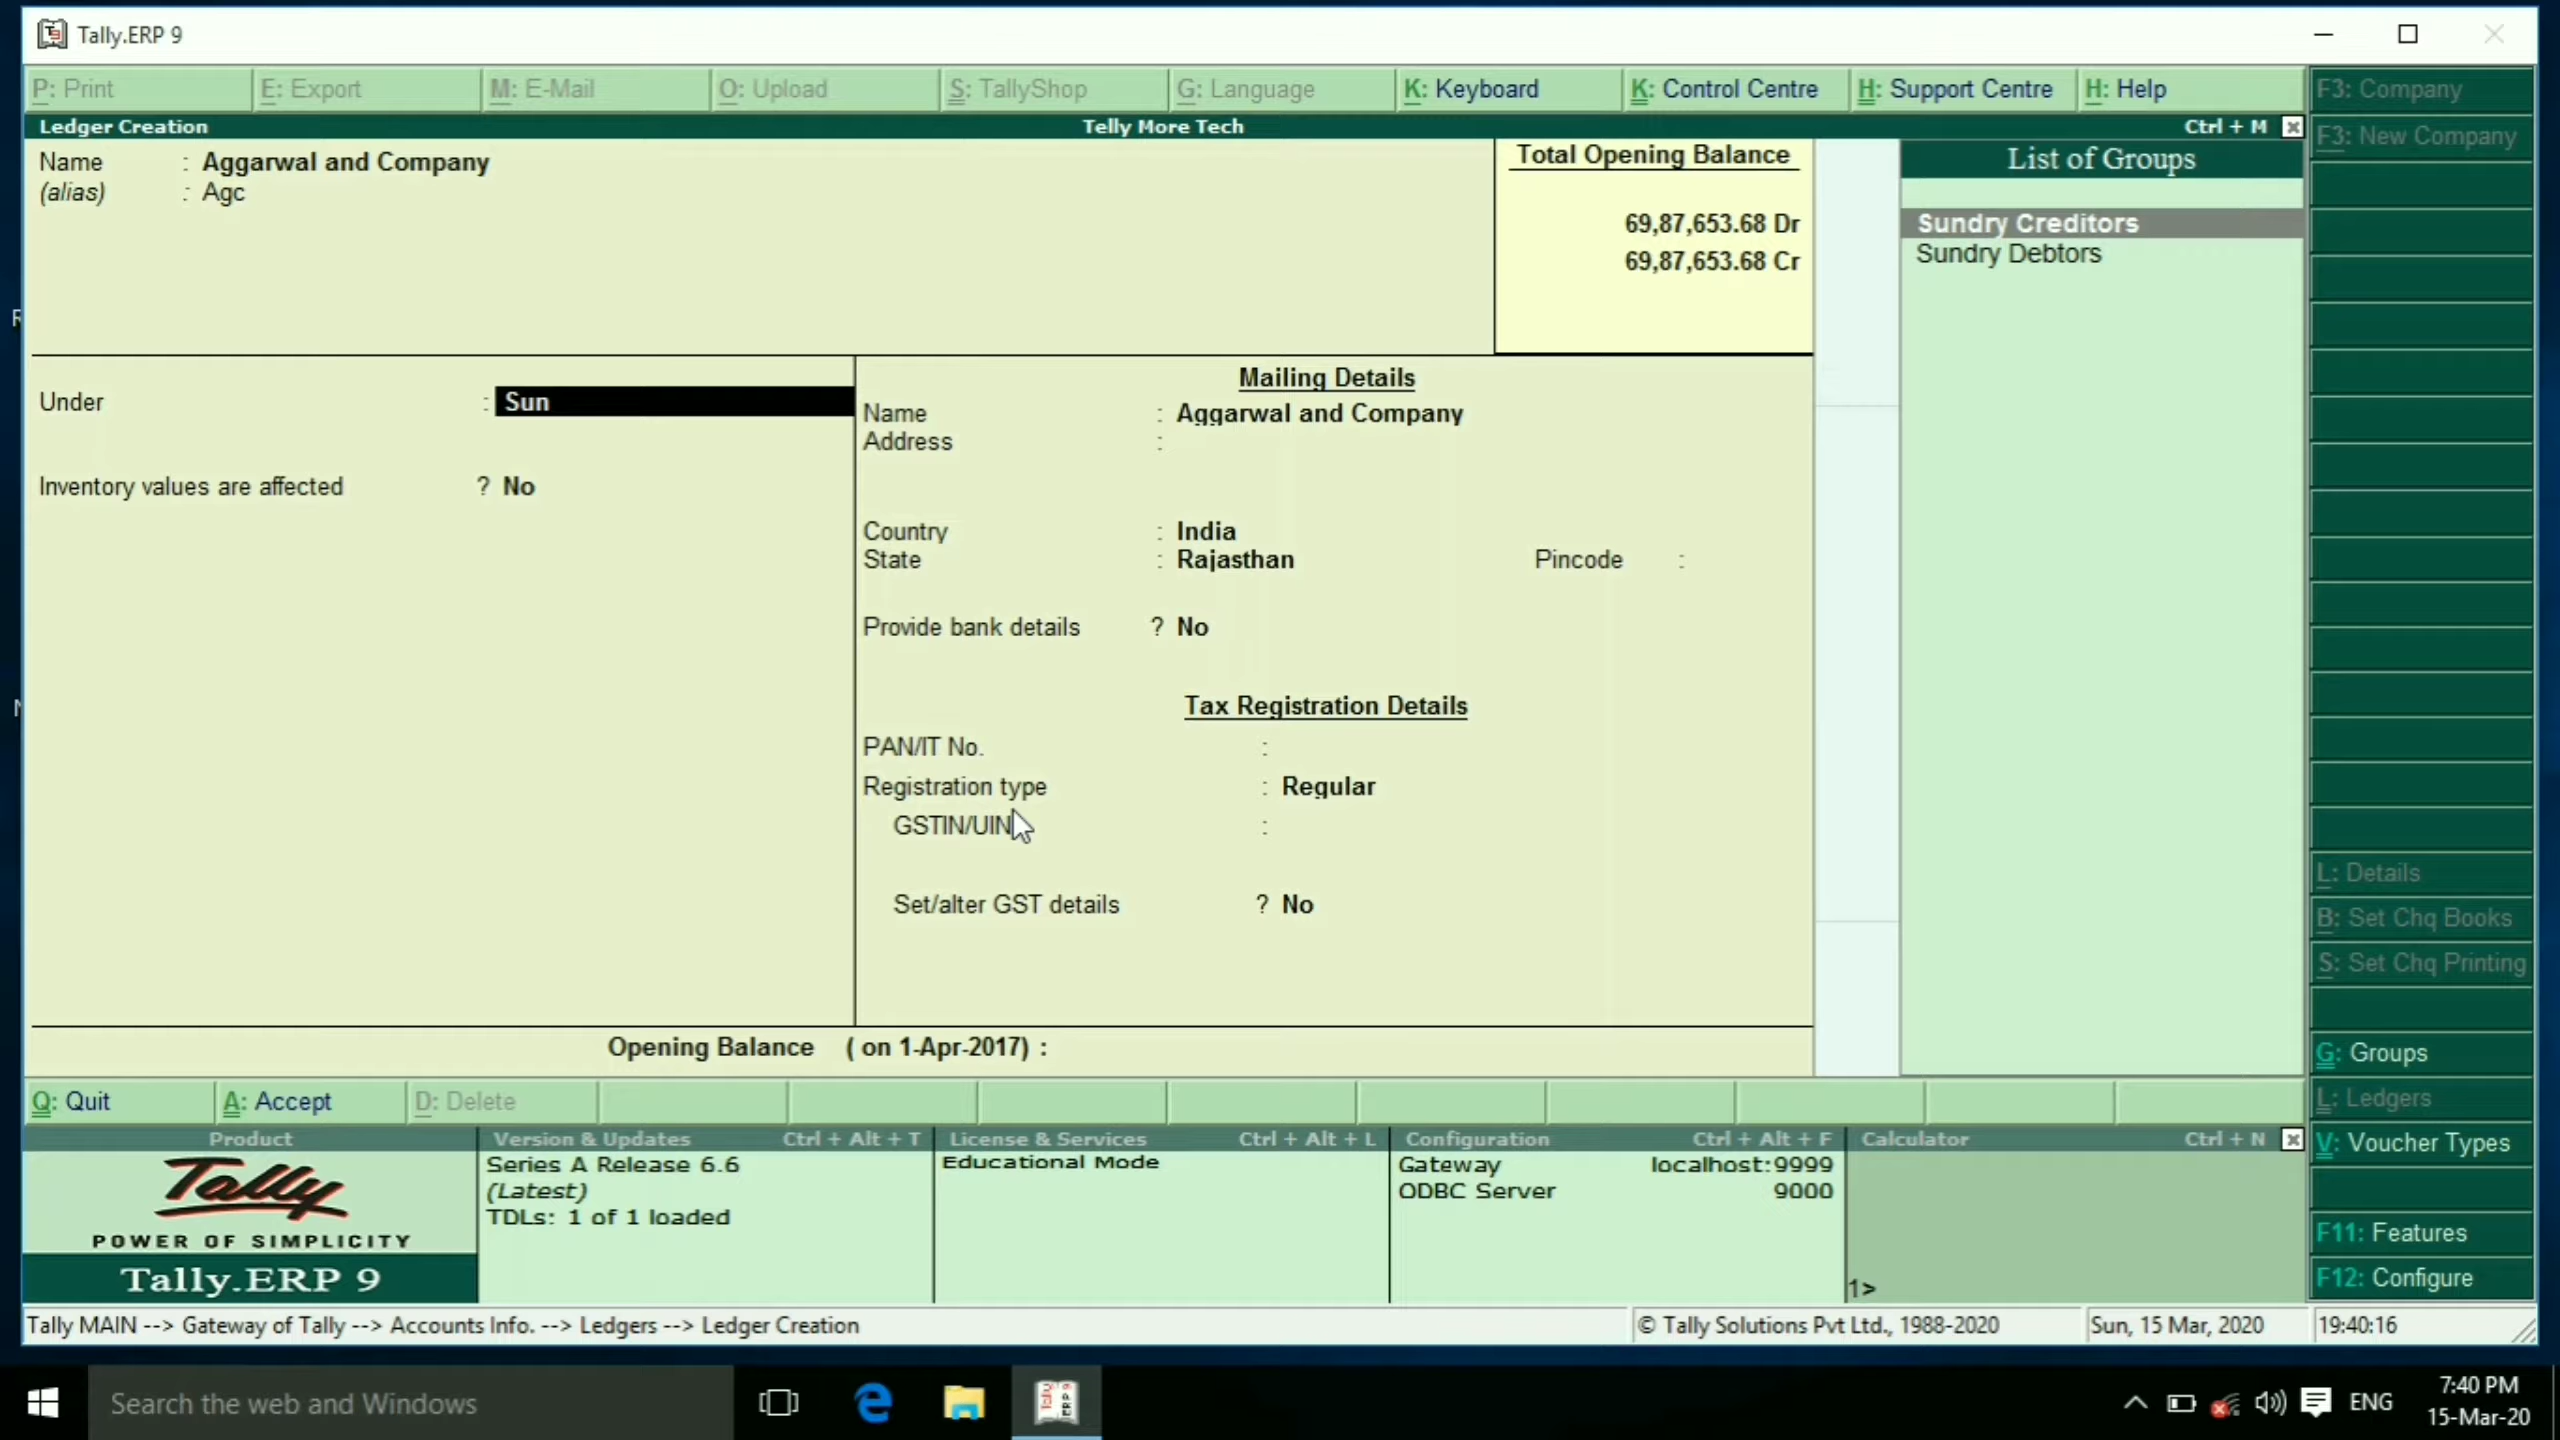 Tally.ERP 9
P: Print E: Export M: E-Mail O: Upload S: TallyShop G: Language K: Keyboard K: Control Centre H: Support Centre H: Help
F3: Company
F3: New Company
Ledger Creation Telly More Tech Ctrl + M
Name : Aggarwal and Company
(alias) : Agc
Total Opening Balance
69,87,653.68 Dr
69,87,653.68 Cr
List of Groups
Sundry Creditors
Sundry Debtors
Under : Sun
Inventory values are affected ? No
Mailing Details
Name : Aggarwal and Company
Address :
Country : India
State : Rajasthan Pincode :
Provide bank details ? No
Tax Registration Details
PAN/IT No. :
Registration type : Regular
GSTIN/UIN :
Set/alter GST details ? No
Opening Balance ( on 1-Apr-2017) :
L: Details
B: Set Chq Books
S: Set Chq Printing
G: Groups
L: Ledgers
V: Voucher Types
F11: Features
F12: Configure
Q: Quit A: Accept D: Delete
Product
Tally
POWER OF SIMPLICITY
Tally.ERP 9
Version & Updates Ctrl + Alt + T
Series A Release 6.6
(Latest)
TDLs: 1 of 1 loaded
License & Services Ctrl + Alt + L
Educational Mode
Configuration Ctrl + Alt + F
Gateway localhost:9999
ODBC Server 9000
Calculator Ctrl + N
1>
Tally MAIN --> Gateway of Tally --> Accounts Info. --> Ledgers --> Ledger Creation
© Tally Solutions Pvt Ltd., 1988-2020 Sun, 15 Mar, 2020 19:40:16
Search the web and Windows
ENG
7:40 PM
15-Mar-20